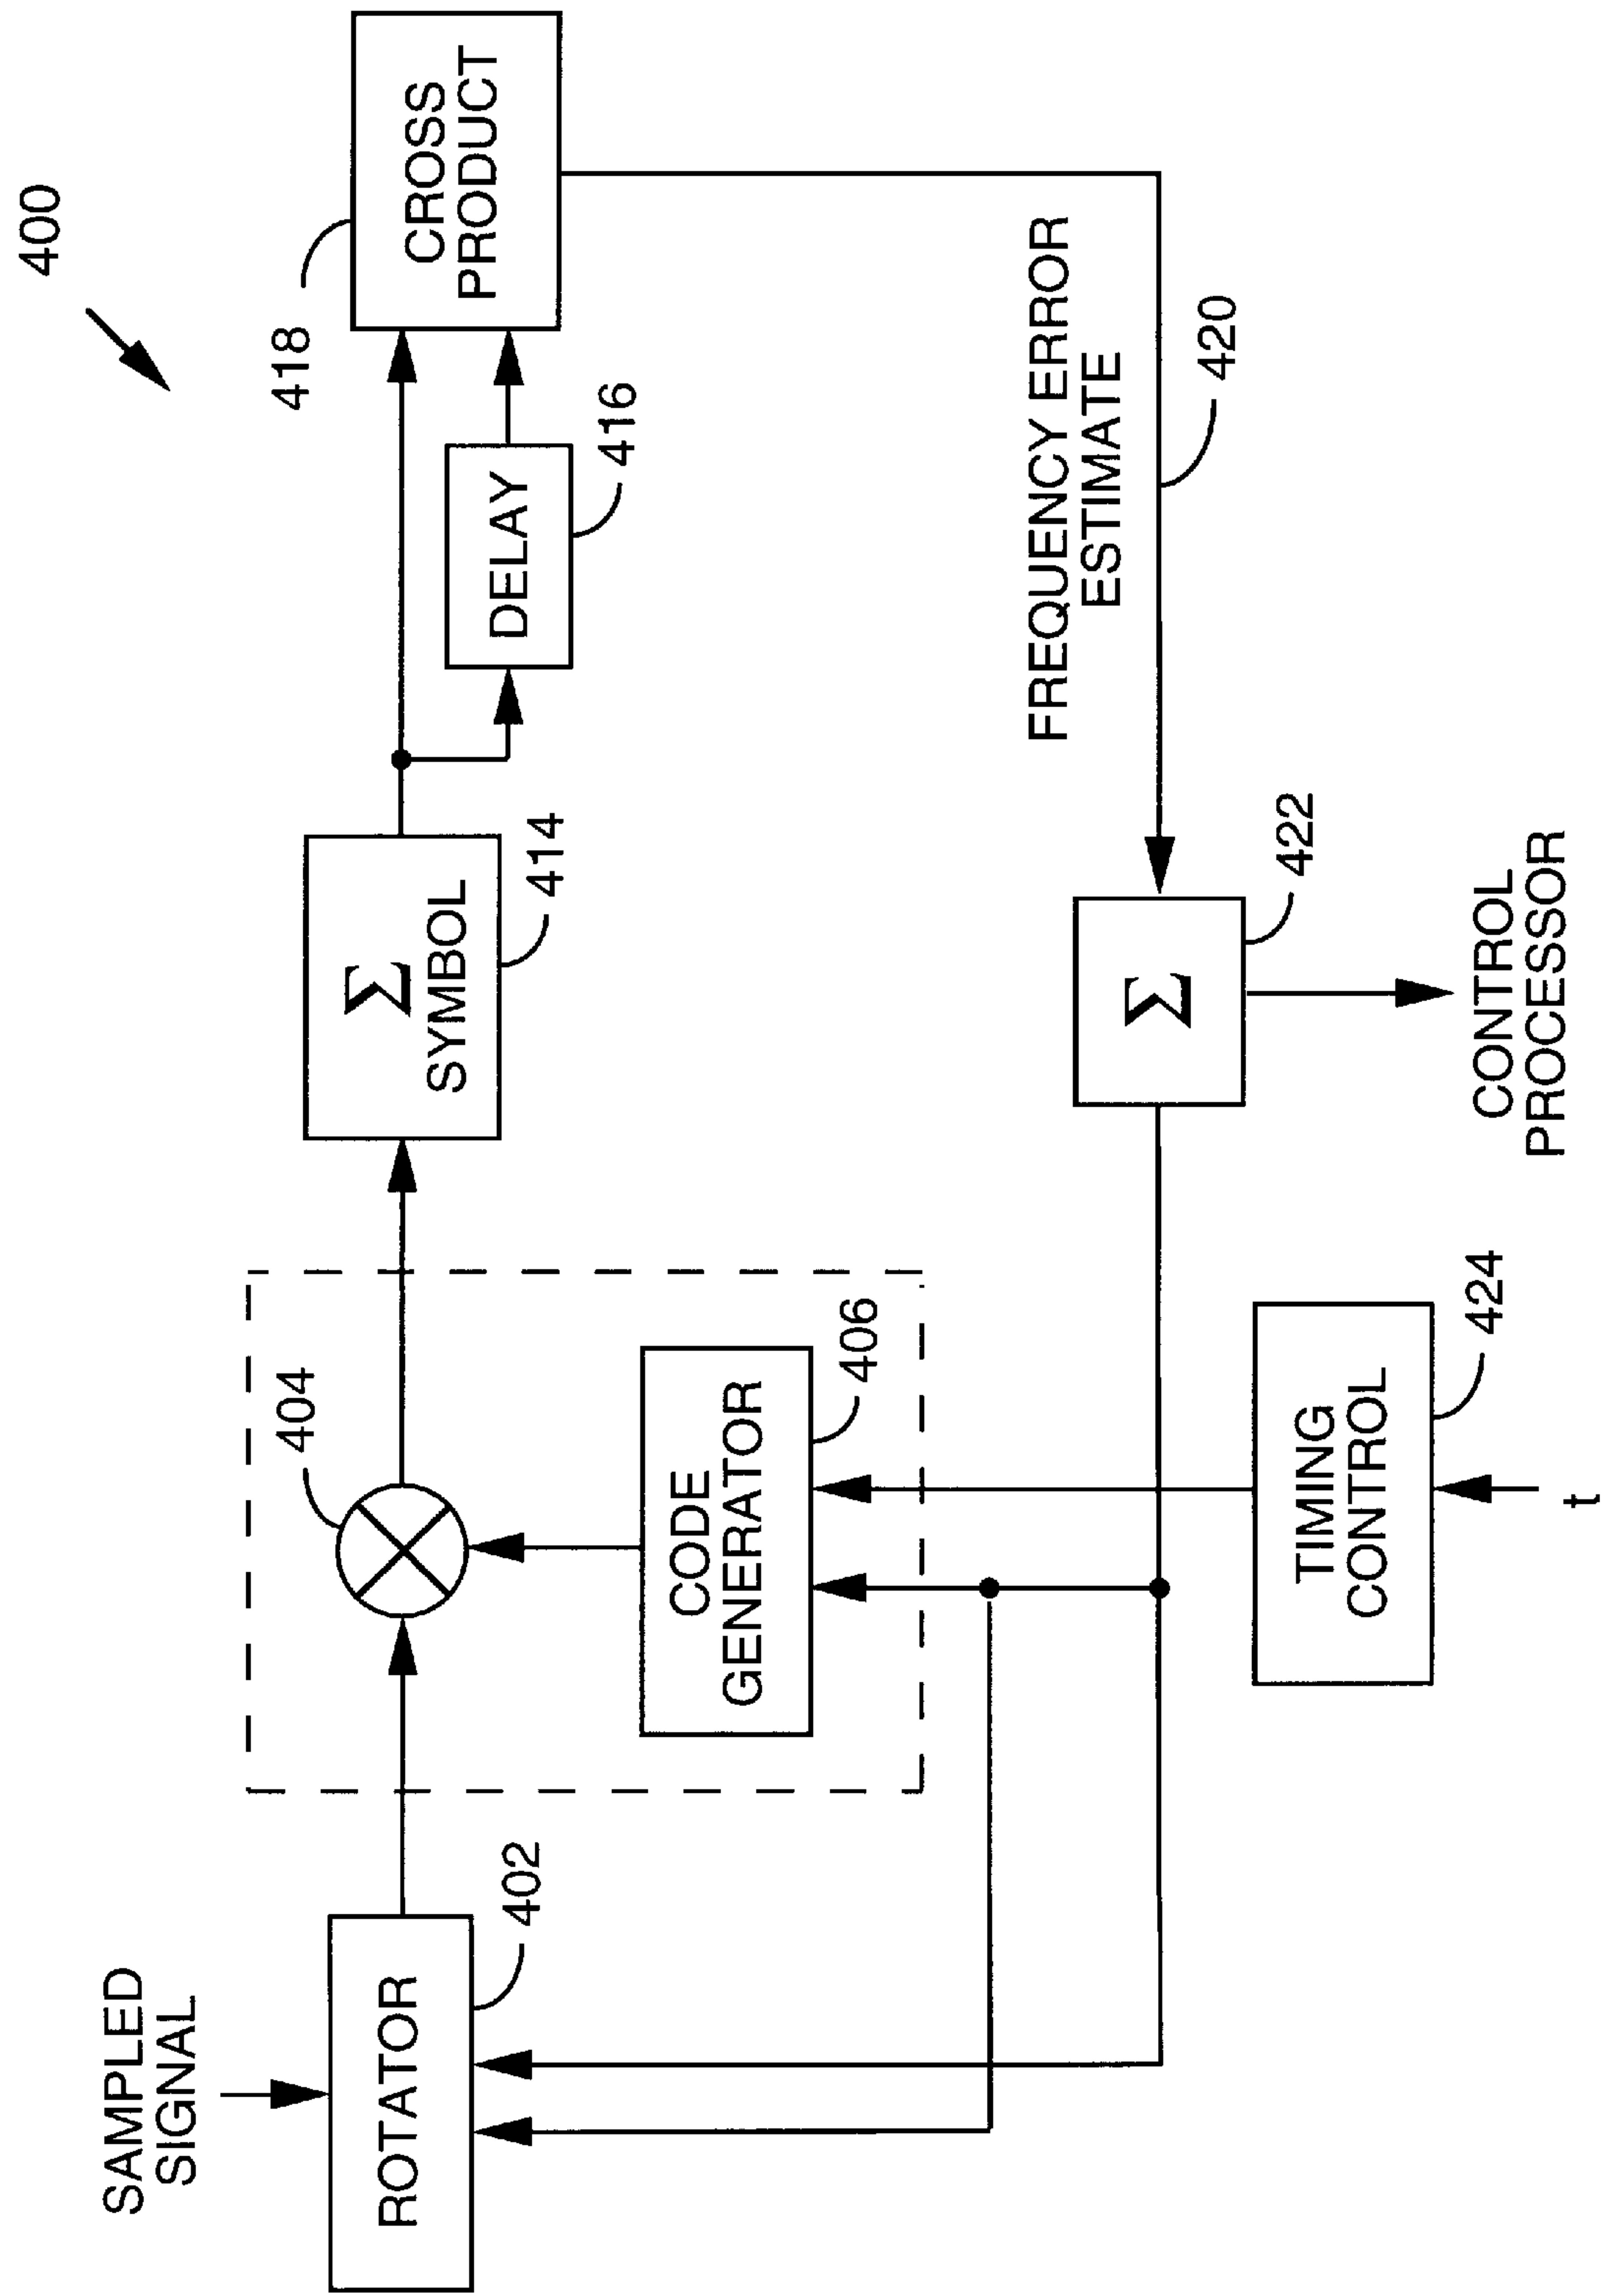 400
SAMPLED
SIGNAL
ROTATOR
402
404
CODE
GENERATOR
406
Σ
SYMBOL
414
DELAY
416
418
CROSS
PRODUCT
FREQUENCY ERROR
ESTIMATE
420
Σ
422
CONTROL
PROCESSOR
TIMING
CONTROL
424
t